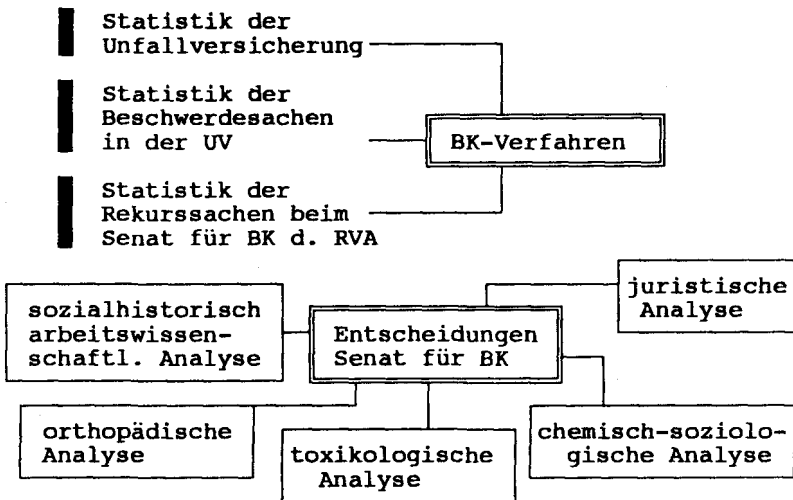 Statistik der
Unfallversicherung
Statistik der
Beschwerdesachen
in der UV
BK-Verfahren
Statistik der
Rekurssachen beim
Senat für BK d. RVA
juristische
Analyse
sozialhistorisch
arbeitswissen-
schaftl. Analyse
Entscheidungen
Senat für BK
orthopädische
Analyse
toxikologische
Analyse
chemisch-soziolo-
gische Analyse